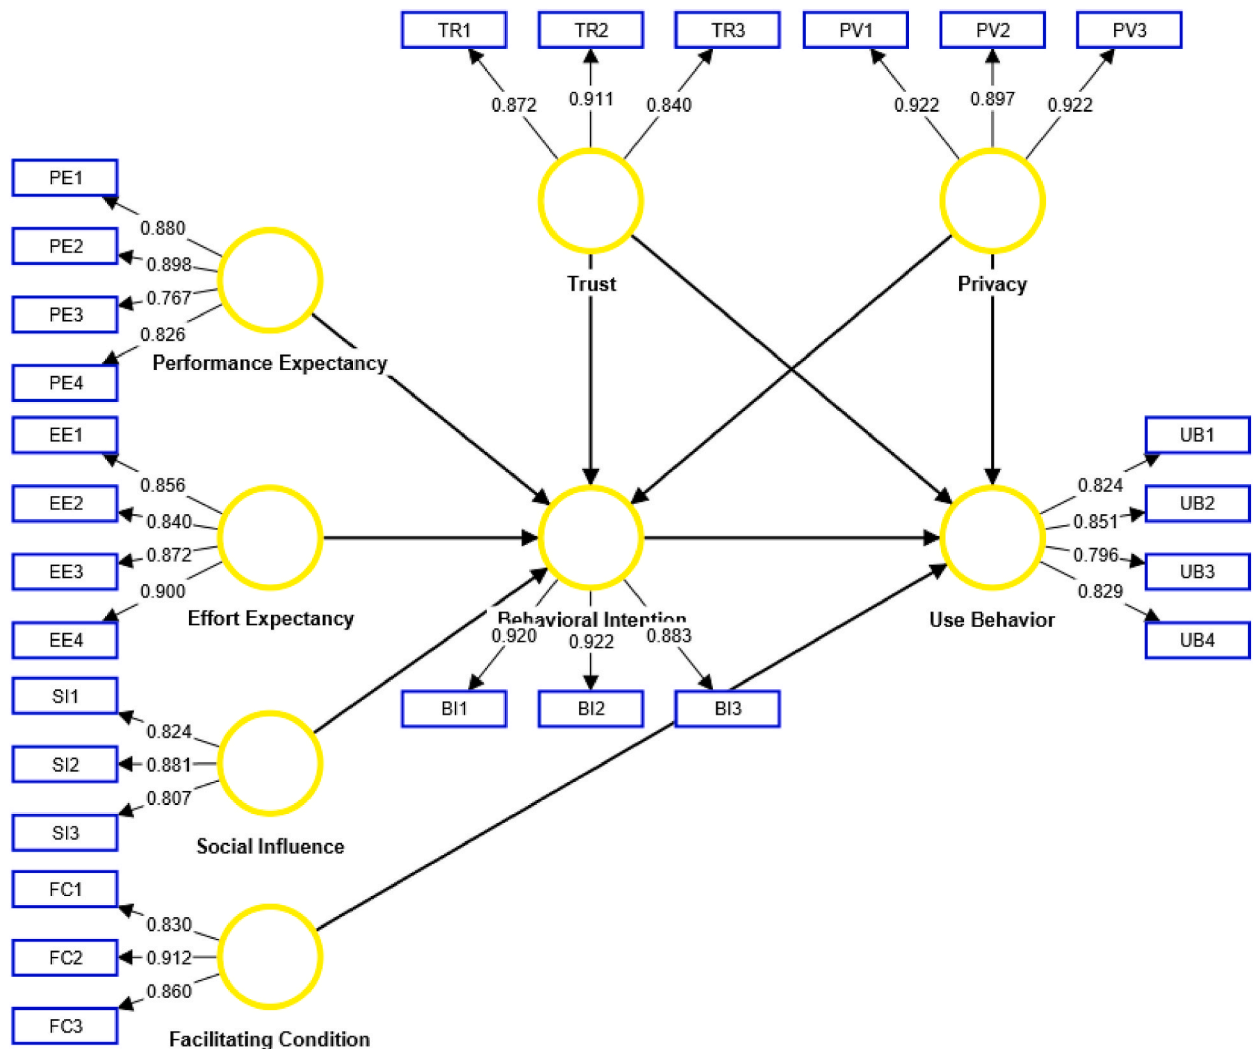 TR1
TR2
TR3
PV1
PV2
PV3
0.872
0.911
0.840
0.922
0.897
0.922
Trust
Privacy
PE1
PE2
PE3
PE4
0.880
0.898
0.767
0.826
Performance Expectancy
EE1
EE2
EE3
EE4
0.856
0.840
0.872
0.900
Effort Expectancy
Behavioral Intention
0.920
0.922
0.883
BI1
BI2
BI3
UB1
UB2
UB3
UB4
0.824
0.851
0.796
0.829
Use Behavior
SI1
SI2
SI3
0.824
0.881
0.807
Social Influence
FC1
FC2
FC3
0.830
0.912
0.860
Facilitating Condition